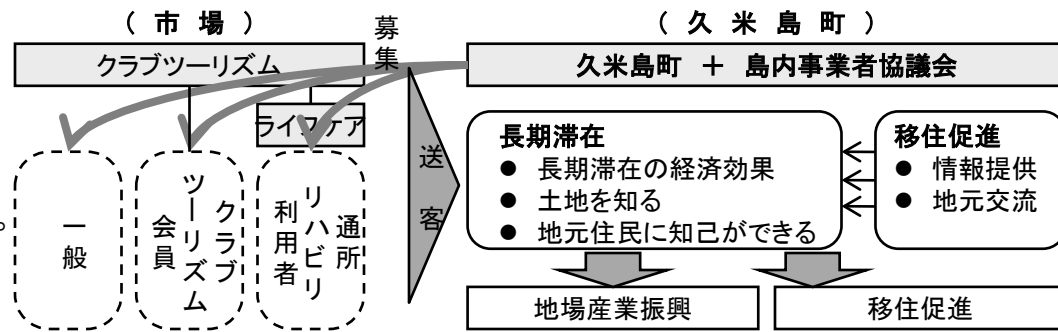 （ 市 場 ）
募集
（ 久 米 島 町 ）
クラブツーリズム
久米島町 ＋ 島内事業者協議会
ライフケア
送客
長期滞在
● 長期滞在の経済効果
● 土地を知る
● 地元住民に知己ができる
移住促進
● 情報提供
● 地元交流
。
一般
クラブ
ツーリズム
会員
通所
リハビリ
利用者
地場産業振興
移住促進